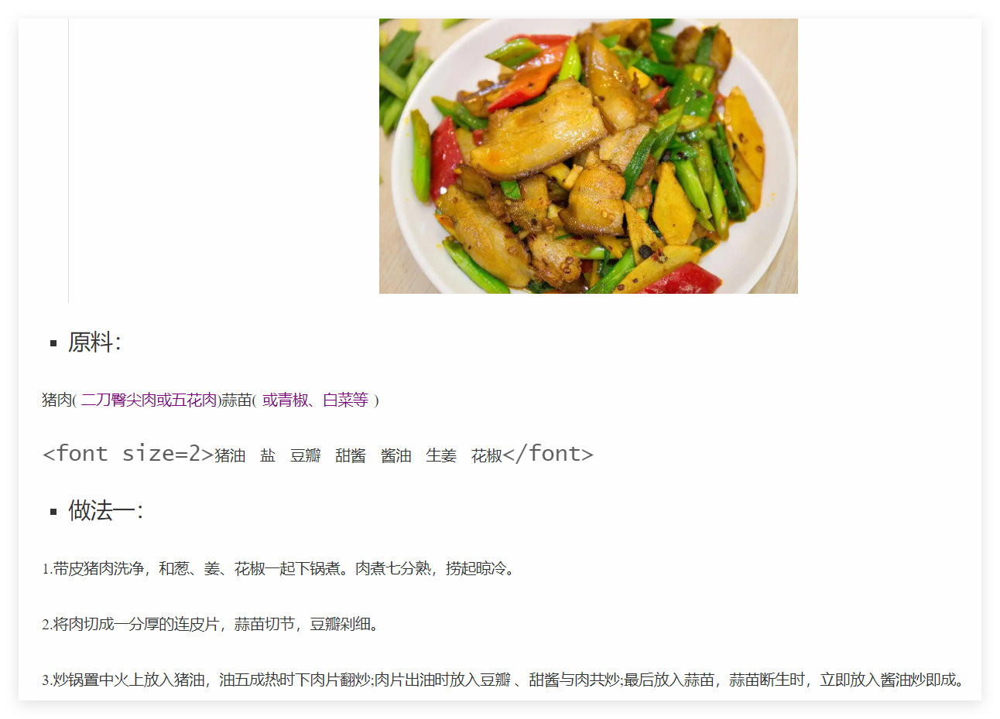 原料：
猪肉( 二刀臀尖肉或五花肉)蒜苗( 或青椒、白菜等 )
<font size=2>猪油 盐 豆瓣 甜酱 酱油 生姜 花椒</font>
做法一：
1.带皮猪肉洗净，和葱、姜、花椒一起下锅煮。肉煮七分熟，捞起晾冷。
2.将肉切成一分厚的连皮片，蒜苗切节，豆瓣剁细。
3.炒锅置中火上放入猪油，油五成热时下肉片翻炒;肉片出油时放入豆瓣 、甜酱与肉共炒;最后放入蒜苗，蒜苗断生时，立即放入酱油炒即成。